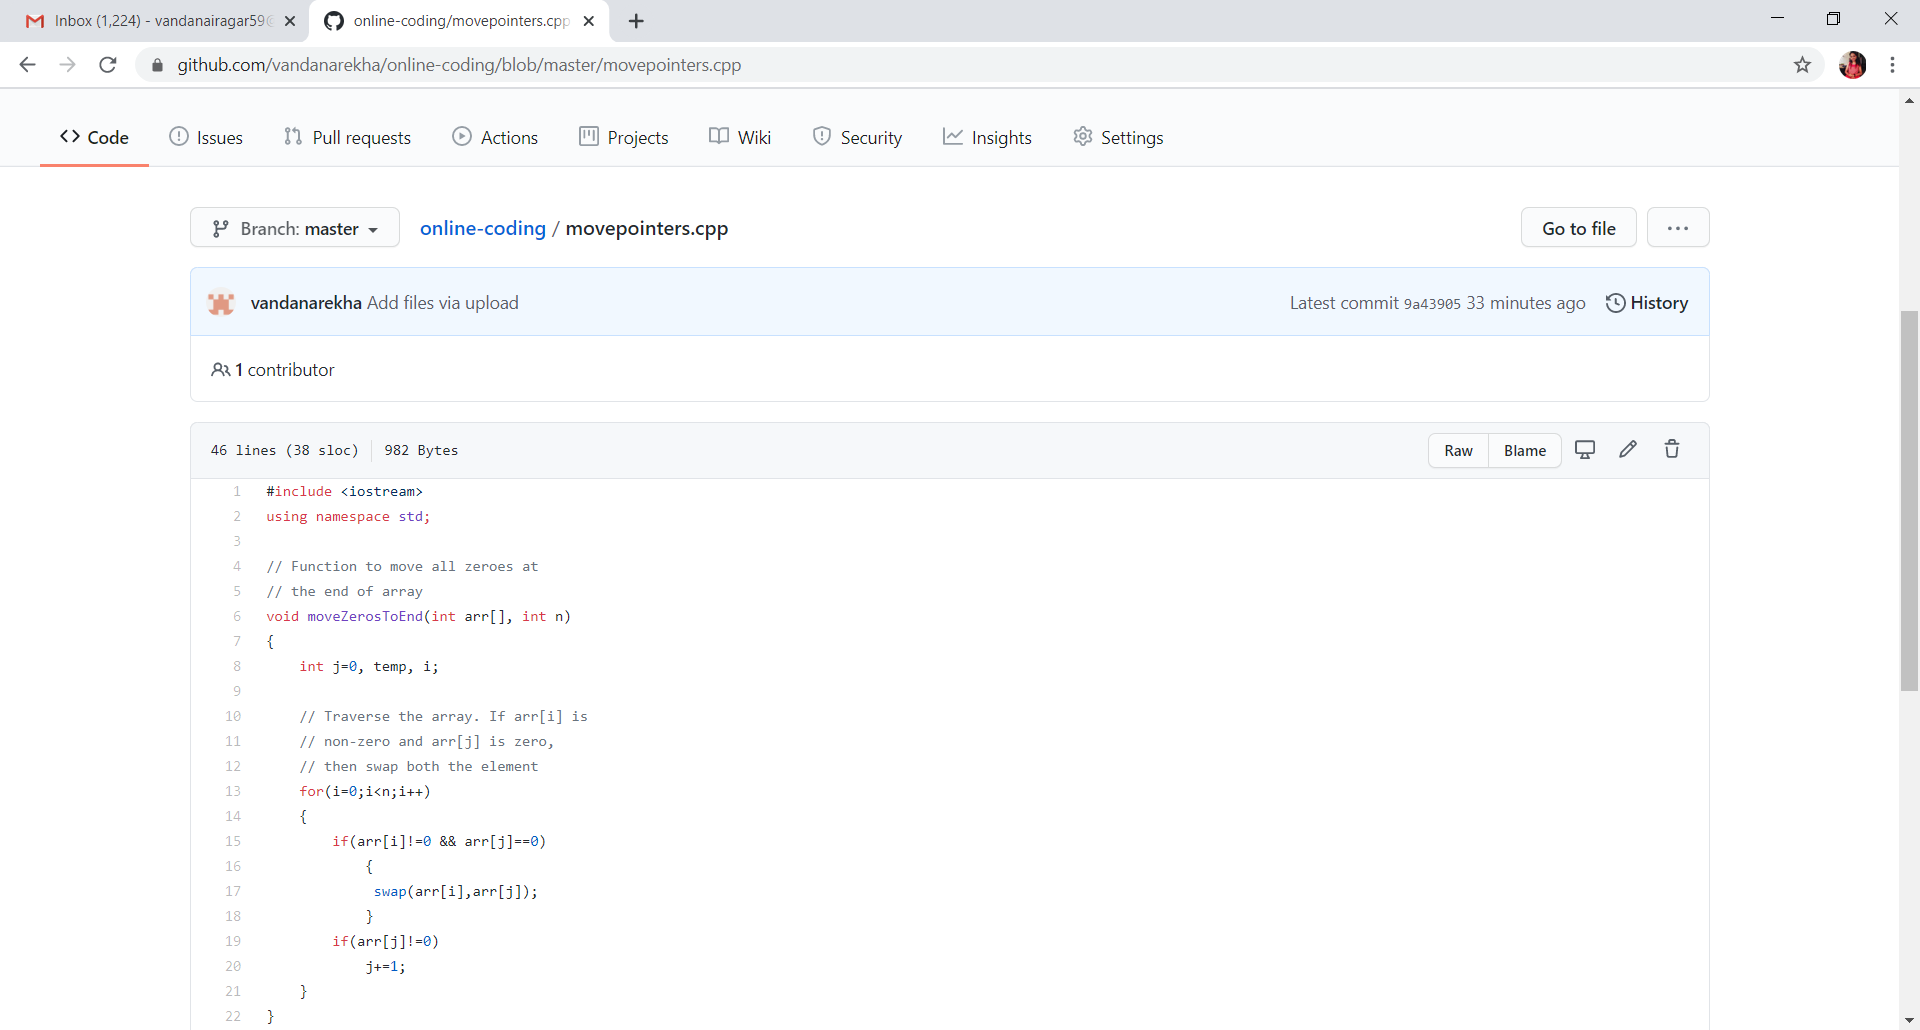 Inbox (1,224) - vandanairagar59@
online-coding/movepointers.cpp
github.com/vandanarekha/online-coding/blob/master/movepointers.cpp
Code Issues Pull requests Actions Projects Wiki Security Insights Settings
Branch: master online-coding / movepointers.cpp Go to file ...
vandanarekha Add files via upload Latest commit 9a43905 33 minutes ago History
1 contributor
46 lines (38 sloc) 982 Bytes Raw Blame
1 #include <iostream>
2 using namespace std;
3
4 // Function to move all zeroes at
5 // the end of array
6 void moveZerosToEnd(int arr[], int n)
7 {
8     int j=0, temp, i;
9
10     // Traverse the array. If arr[i] is
11     // non-zero and arr[j] is zero,
12     // then swap both the element
13     for(i=0;i<n;i++)
14     {
15         if(arr[i]!=0 && arr[j]==0)
16             {
17              swap(arr[i],arr[j]);
18             }
19         if(arr[j]!=0)
20             j+=1;
21     }
22 }